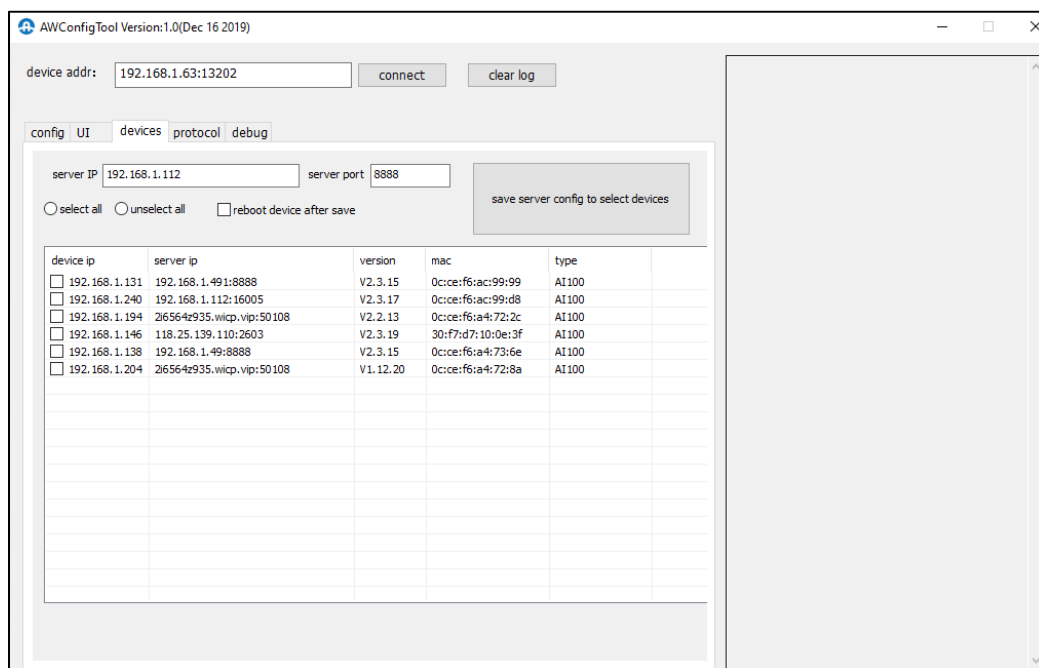 AWConfigTool Version:1.0(Dec 16 2019)
device addr: 192.168.1.63:13202 connect clear log
config UI devices protocol debug
server IP 192.168.1.112 server port 8888
save server config to select devices
select all unselect all reboot device after save
device ip server ip version mac type
192.168.1.131 192.168.1.491:8888 V2.3.15 0c:ce:f6:ac:99:99 AI100
192.168.1.240 192.168.1.112:16005 V2.3.17 0c:ce:f6:ac:99:d8 AI100
192.168.1.194 2i6564z935.wicp.vip:50108 V2.2.13 0c:ce:f6:a4:72:2c AI100
192.168.1.146 118.25.139.110:2603 V2.3.19 30:f7:d7:10:0e:3f AI100
192.168.1.138 192.168.1.49:8888 V2.3.15 0c:ce:f6:a4:73:6e AI100
192.168.1.204 2i6564z935.wicp.vip:50108 V1.12.20 0c:ce:f6:a4:72:8a AI100